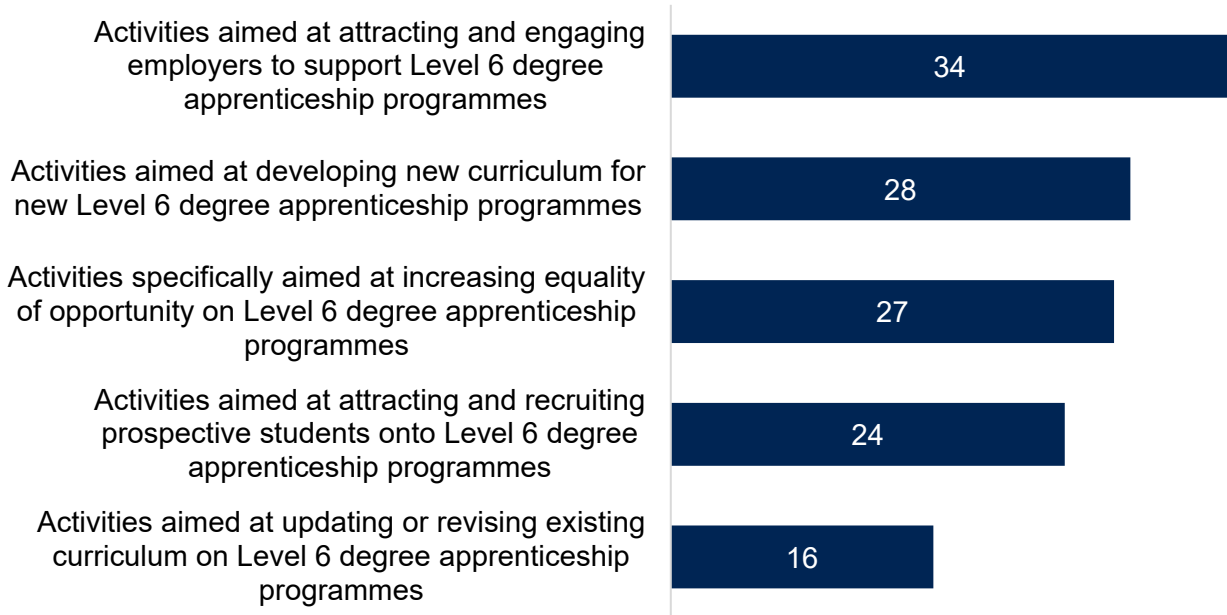 Activities aimed at attracting and engaging
employers to support Level 6 degree
apprenticeship programmes
34
Activities aimed at developing new curriculum for
new Level 6 degree apprenticeship programmes
28
Activities specifically aimed at increasing equality
of opportunity on Level 6 degree apprenticeship
programmes
27
Activities aimed at attracting and recruiting
prospective students onto Level 6 degree
apprenticeship programmes
24
Activities aimed at updating or revising existing
curriculum on Level 6 degree apprenticeship
programmes
16